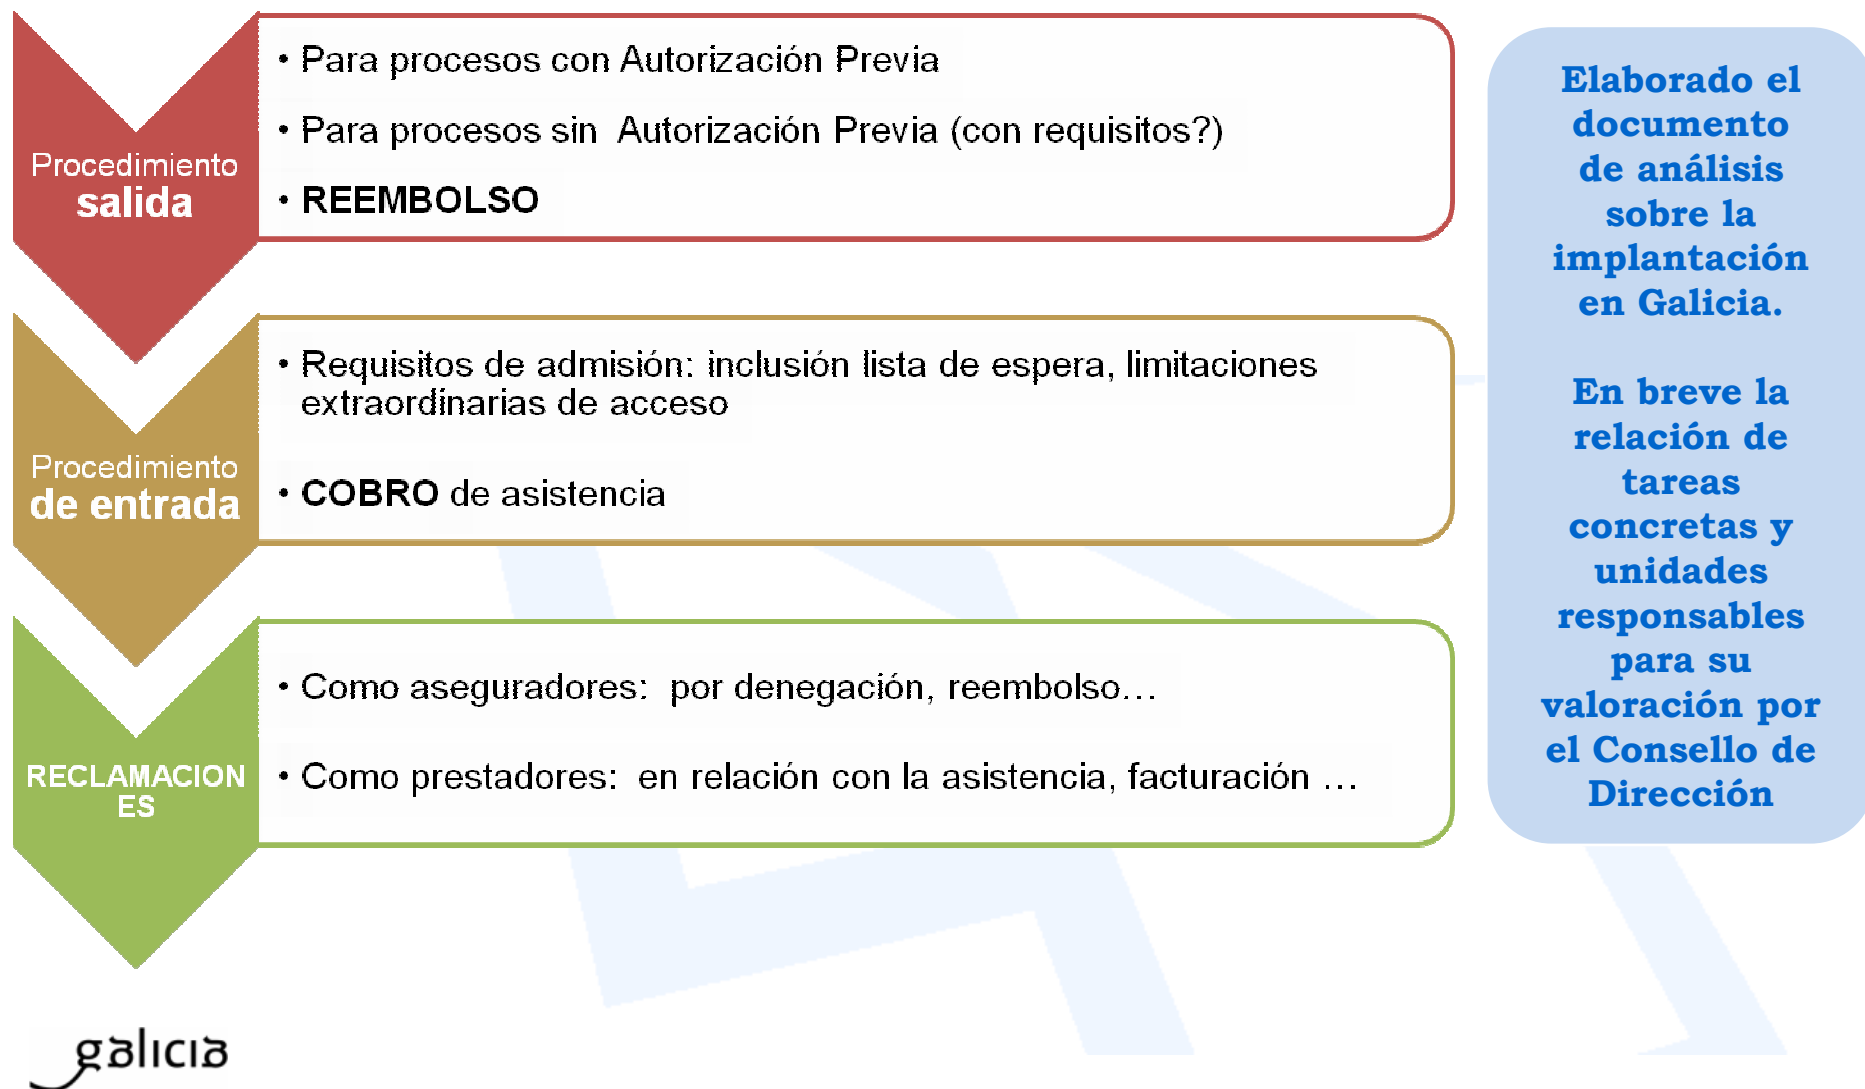 Procedimiento
salida
• Para procesos con Autorización Previa
• Para procesos sin  Autorización Previa (con requisitos?)
• REEMBOLSO
Procedimiento
de entrada
• Requisitos de admisión: inclusión lista de espera, limitaciones
extraordinarias de acceso
• COBRO de asistencia
RECLAMACION
ES
• Como aseguradores:  por denegación, reembolso…
• Como prestadores:  en relación con la asistencia, facturación …
Elaborado el
documento
de análisis
sobre la
implantación
en Galicia.
En breve la
relación de
tareas
concretas y
unidades
responsables
para su
valoración por
el Consello de
Dirección
galicia